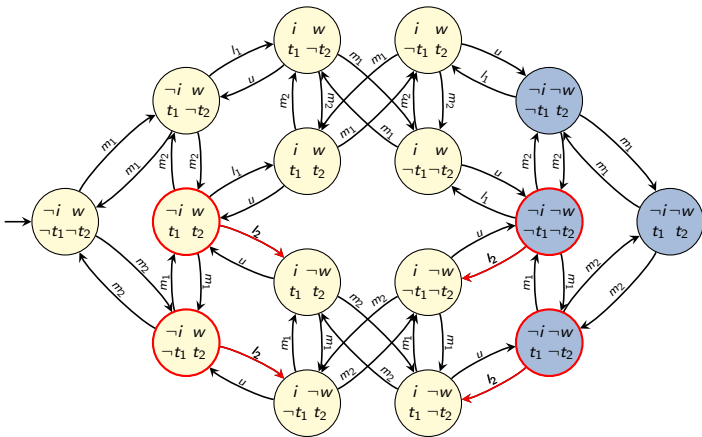 i w
t₁ ¬t₂
i w
¬t₁ t₂
l₁
u
m₁
m₁
u
l₁
¬i w
t₁ ¬t₂
m₂
m₂
m₂
m₂
¬i ¬w
¬t₁ t₂
m₁
m₁
l₁
m₁
m₁
m₁
m₁
m₂
m₂
i w
t₁ t₂
i w
¬t₁¬t₂
u
m₂
m₂
u
l₁
¬i w
¬t₁¬t₂
¬i w
t₁ t₂
¬i¬w
¬t₁¬t₂
¬i¬w
t₁ t₂
m₂
m₂
l₂
u
u
l₂
m₂
m₂
m₁
m₁
i ¬w
t₁ t₂
i ¬w
¬t₁¬t₂
m₁
m₁
m₂
m₂
¬i w
¬t₁ t₂
m₁
m₁
m₁
m₁
¬i¬w
t₁ ¬t₂
l₂
u
m₂
m₂
u
l₂
i ¬w
¬t₁ t₂
i ¬w
t₁ ¬t₂